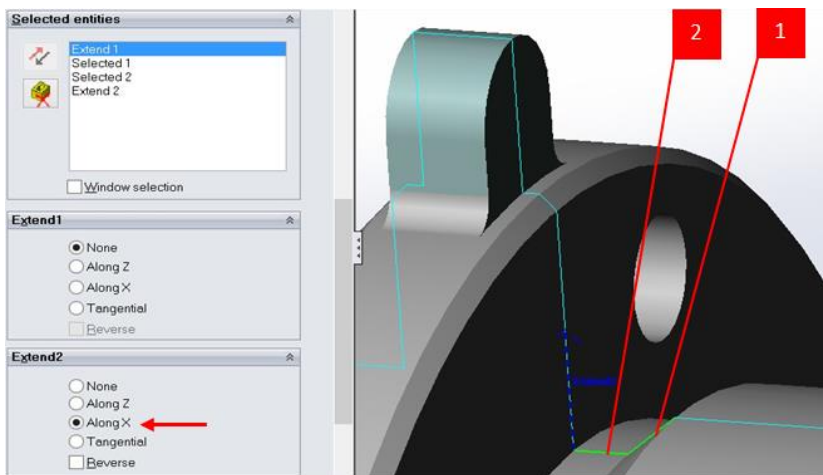 Selected entities
Extend 1
Selected 1
Selected 2
Extend 2
Window selection
Extend1
None
Along Z
Along X
Tangential
Reverse
Extend2
None
Along Z
Along X
Tangential
Reverse
2
1